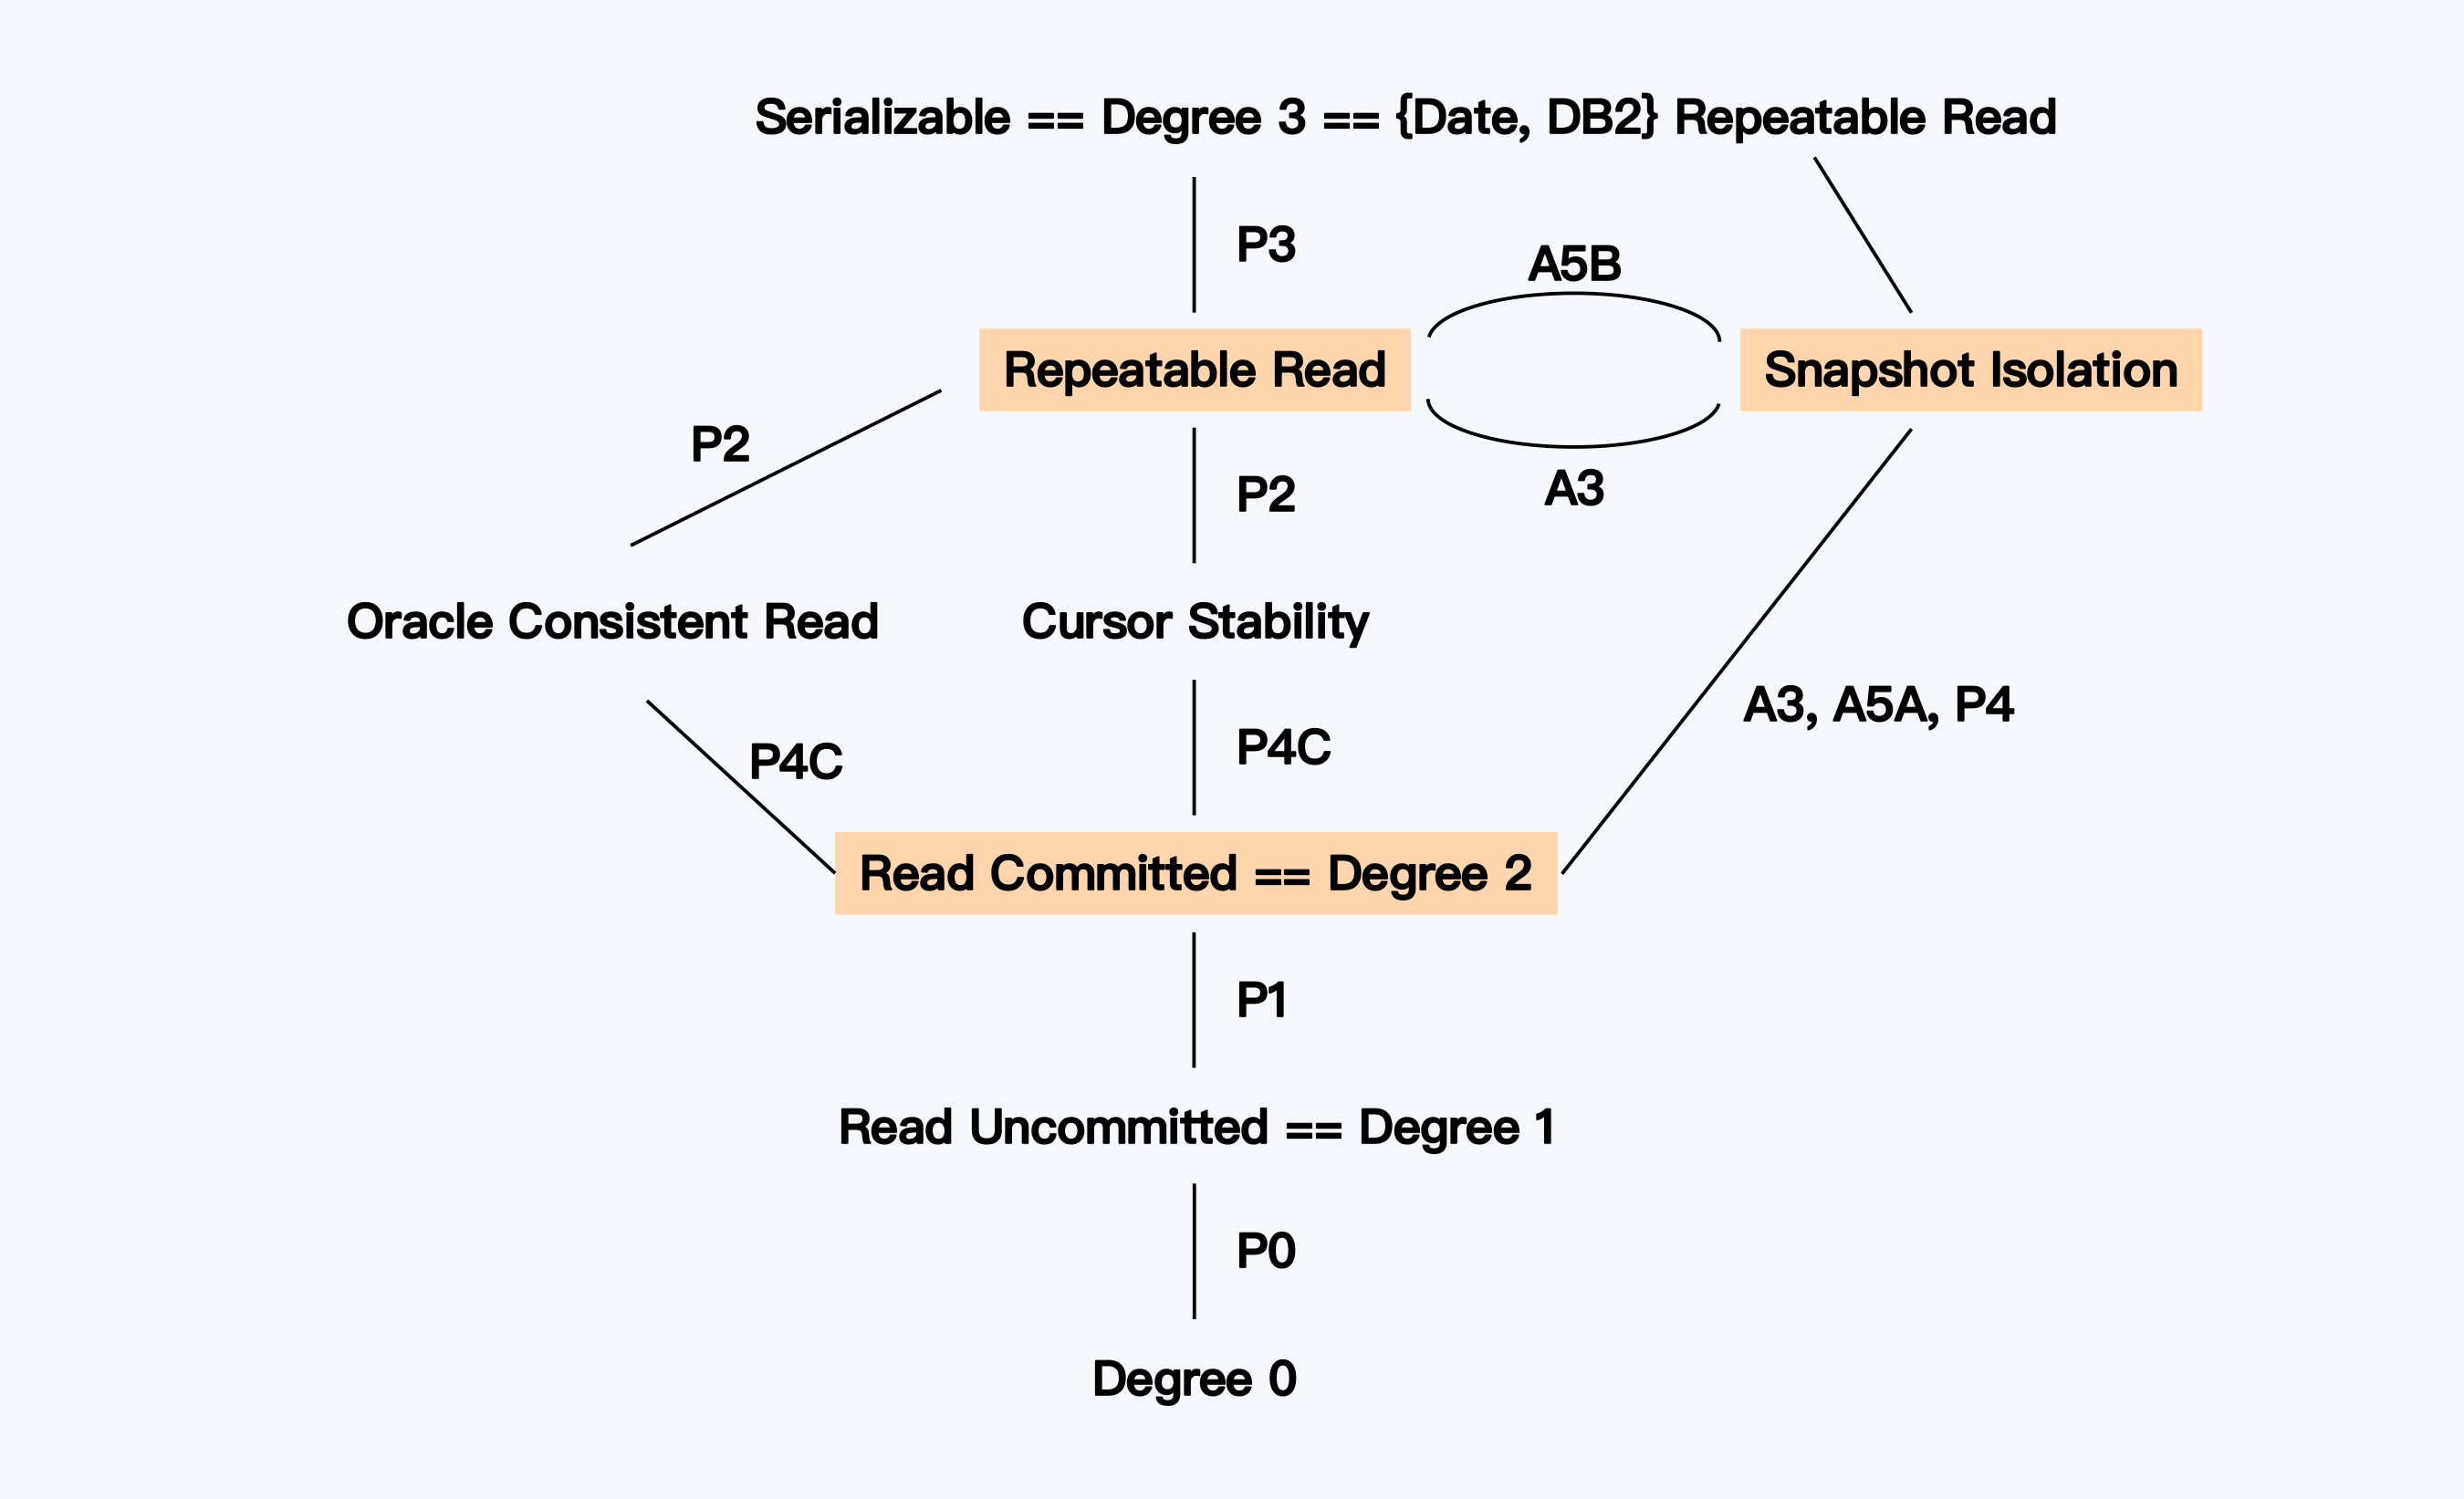 Serializable == Degree 3 == {Date, DB2} Repeatable Read
P3
A5B
Repeatable Read
Snapshot Isolation
P2
P2
A3
Oracle Consistent Read
Cursor Stability
A3, A5A, P4
P4C
P4C
Read Committed == Degree 2
P1
Read Uncommitted == Degree 1
P0
Degree 0